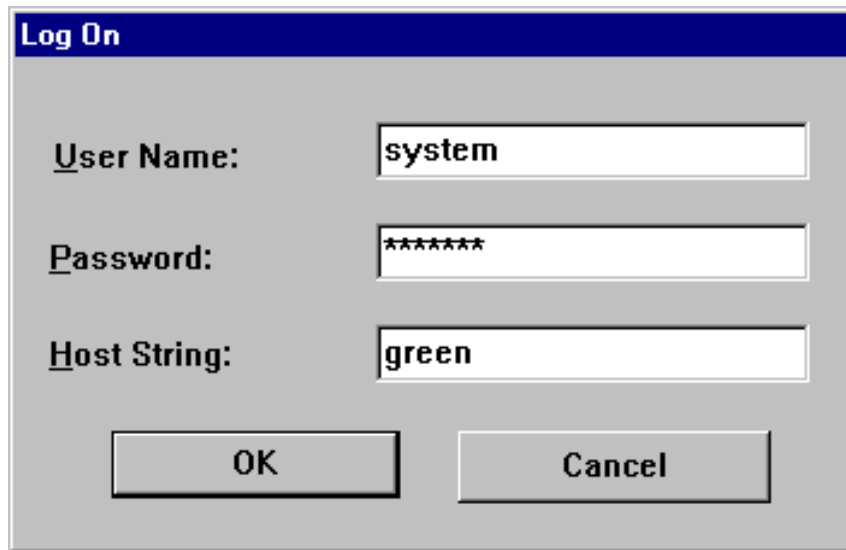 Log On
User Name: system
Password: *******
Host String: green
OK Cancel